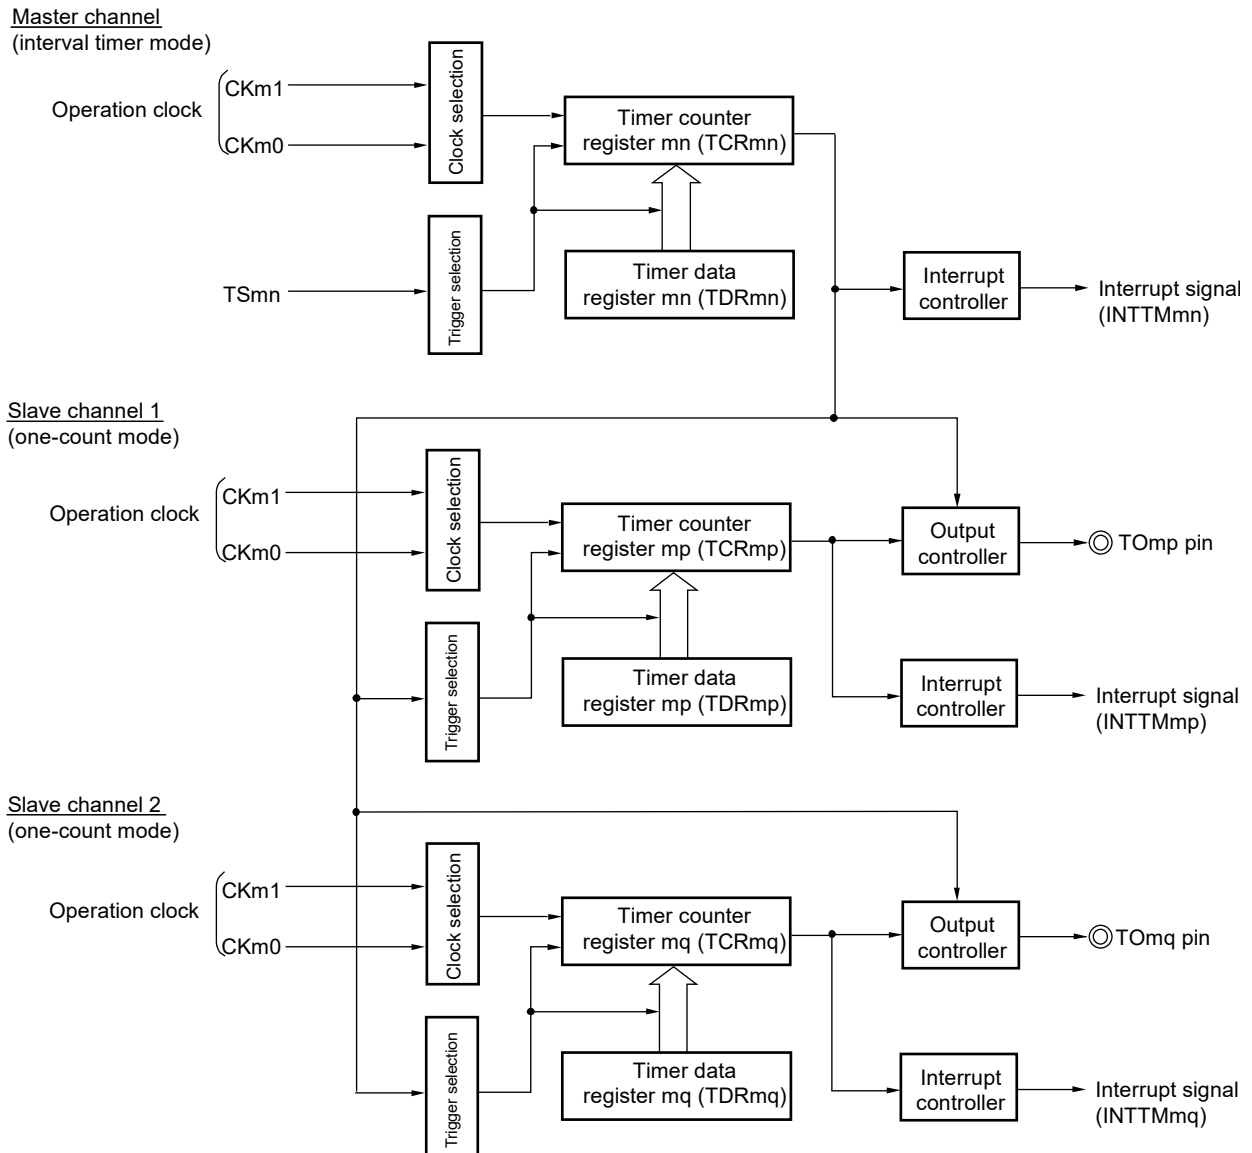 Master channel
(interval timer mode)
Operation clock
CKm1
CKm0
Clock selection
Timer counter
register mn (TCRmn)
TSmn
Trigger selection
Timer data
register mn (TDRmn)
Interrupt
controller
Interrupt signal
(INTTMmn)
Slave channel 1
(one-count mode)
Operation clock
CKm1
CKm0
Clock selection
Timer counter
register mp (TCRmp)
Output
controller
TOmp pin
Trigger selection
Timer data
register mp (TDRmp)
Interrupt
controller
Interrupt signal
(INTTMmp)
Slave channel 2
(one-count mode)
Operation clock
CKm1
CKm0
Clock selection
Timer counter
register mq (TCRmq)
Output
controller
TOmq pin
Trigger selection
Timer data
register mq (TDRmq)
Interrupt
controller
Interrupt signal
(INTTMmq)